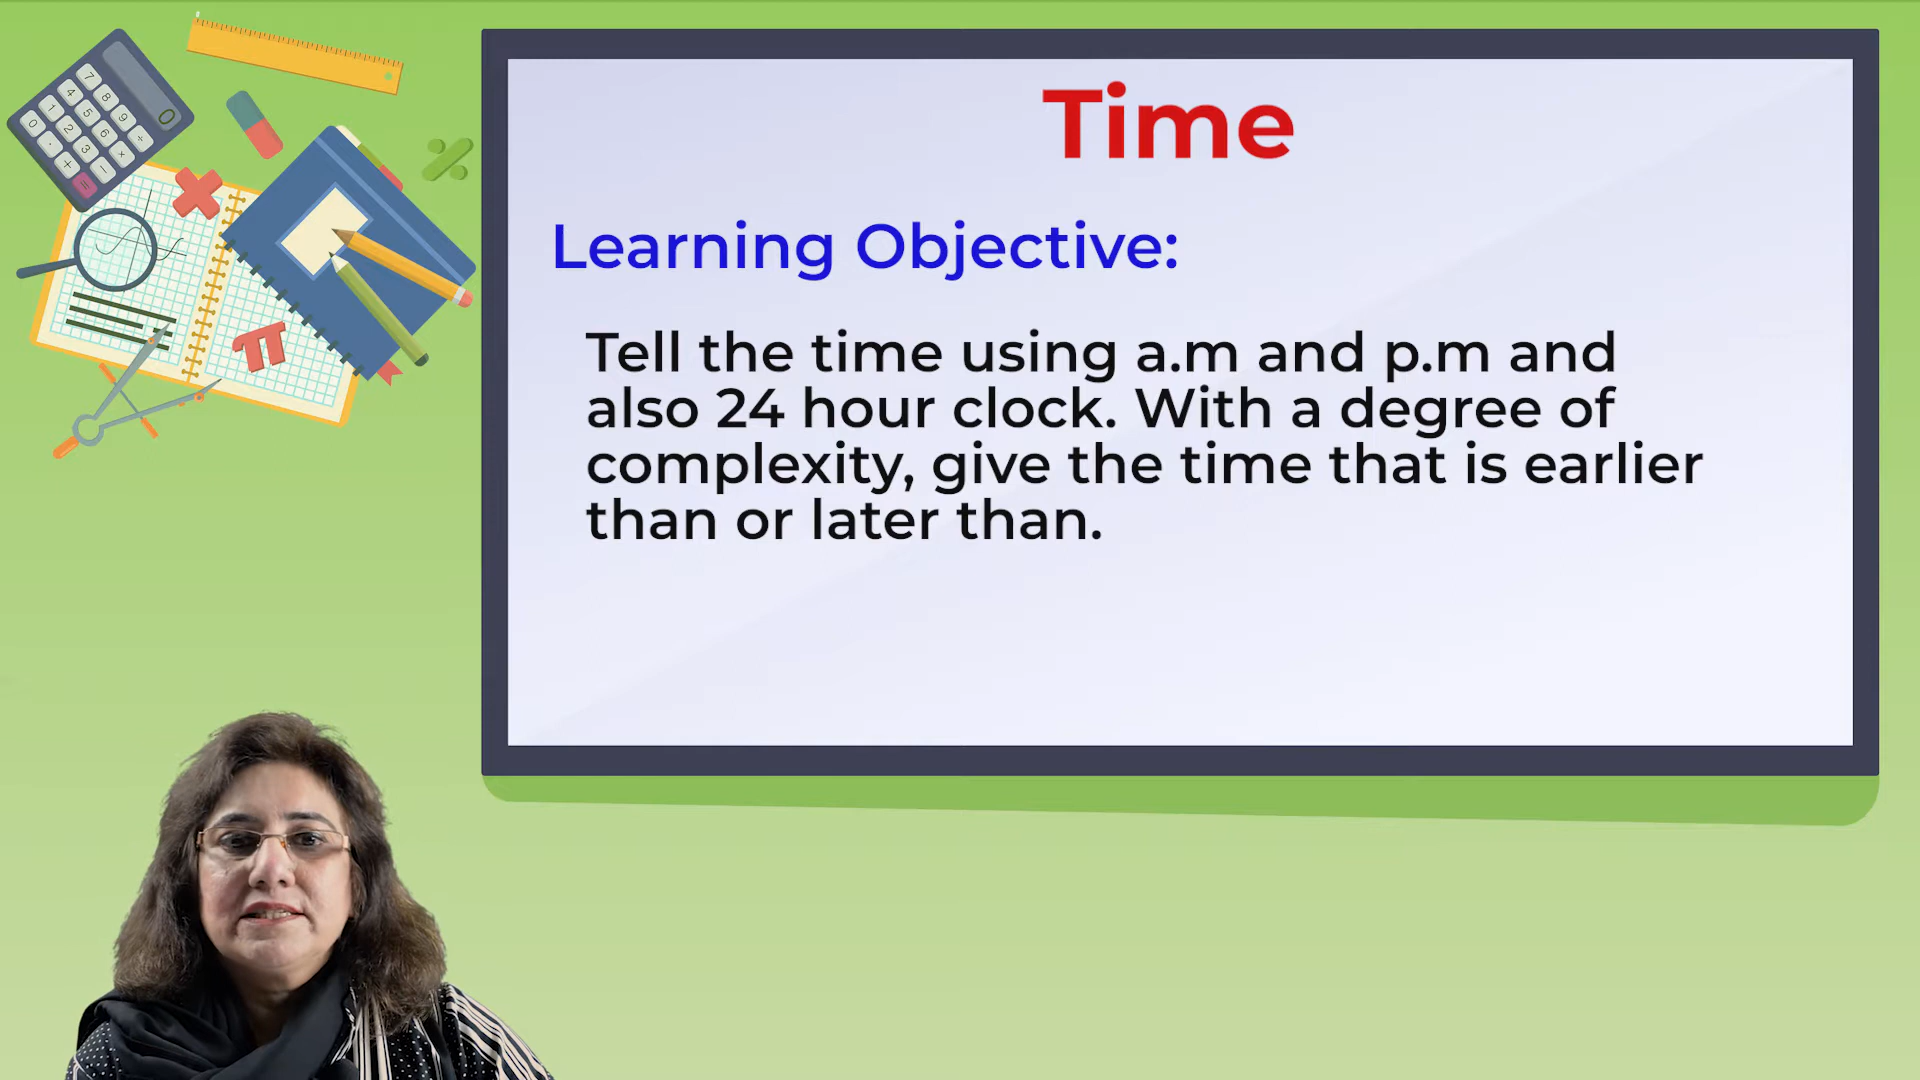 Time
Learning Objective:
Tell the time using a.m and p.m and
also 24 hour clock. With a degree of
complexity, give the time that is earlier
than or later than.